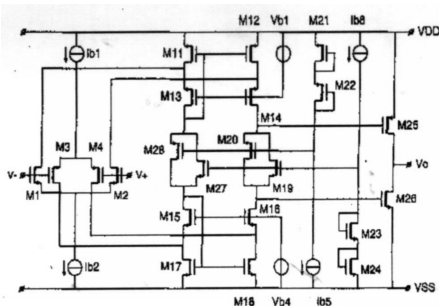 M12 Vb1 M21 Ib6
VDD
Ib1
M11
M22
M13
M14
M3 M4
M28
M20
M25
V- V+
Vo
M1 M2
M27 M19
M26
M15 M16
M23
Ib2
M17
M24
VSS
M18 Vb4 Ib5